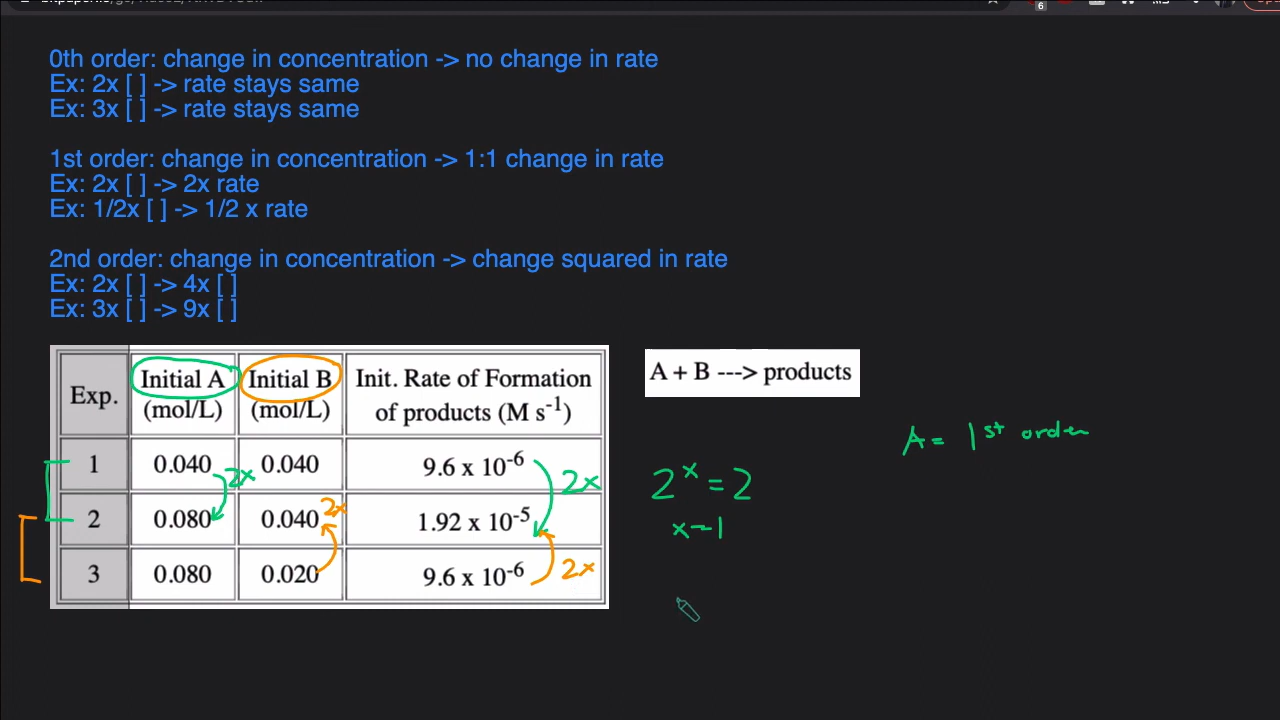 6
0th order: change in concentration -> no change in rate
Ex: 2x [ ] -> rate stays same
Ex: 3x [ ] -> rate stays same
1st order: change in concentration -> 1:1 change in rate
Ex: 2x [ ] -> 2x rate
Ex: 1/2x [ ] -> 1/2 x rate
2nd order: change in concentration -> change squared in rate
Ex: 2x [ ] -> 4x [ ]
Ex: 3x [ ] -> 9x [ ]
Exp. Initial A (mol/L) Initial B (mol/L) Init. Rate of Formation of products (M s⁻¹)
1 0.040 0.040 9.6 x 10⁻⁶
2x 2x
2 0.080 0.040 1.92 x 10⁻⁵
2x
3 0.080 0.020 9.6 x 10⁻⁶
2x
A + B ---> products
A = 1st order
2ˣ = 2
x = 1